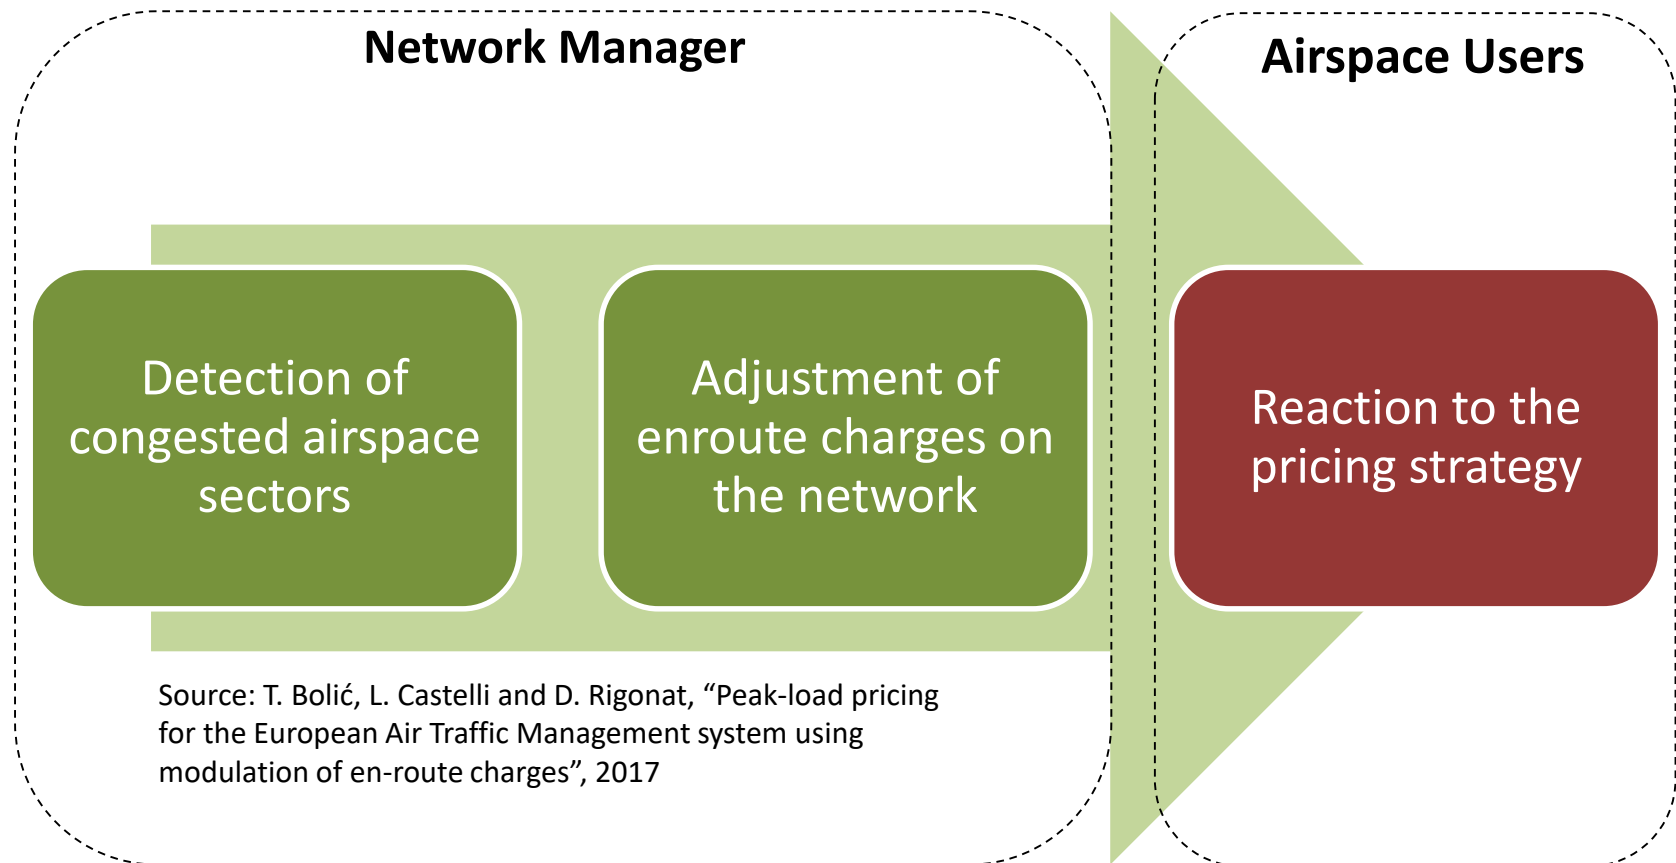 Network Manager
Airspace Users
Detection of
congested airspace
sectors
Adjustment of
enroute charges on
the network
Reaction to the
pricing strategy
Source: T. Bolić, L. Castelli and D. Rigonat, “Peak-load pricing
for the European Air Traffic Management system using
modulation of en-route charges”, 2017